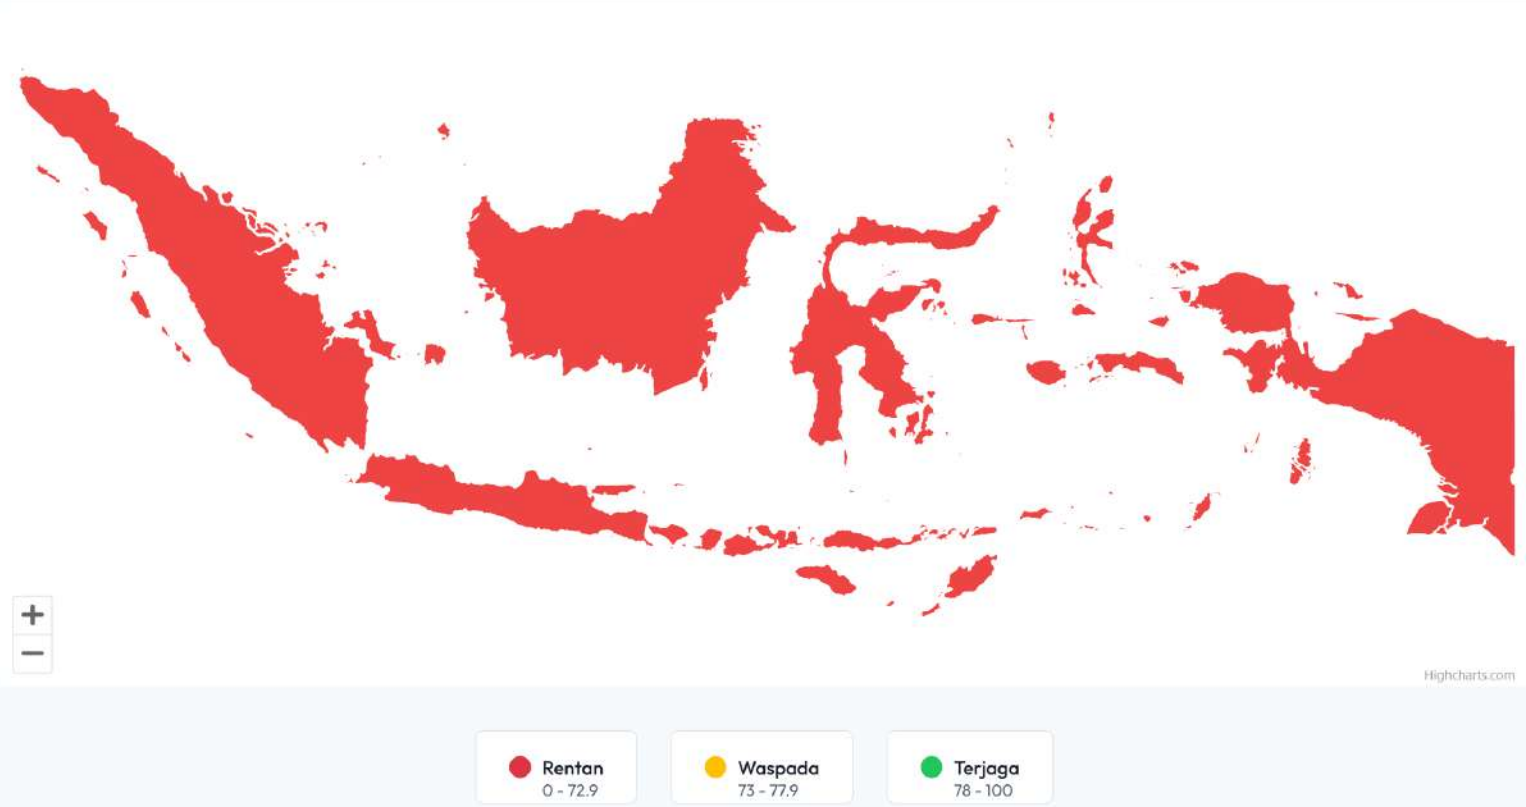 +
−
Highcharts.com
Rentan
0 - 72.9
Waspada
73 - 77.9
Terjaga
78 - 100